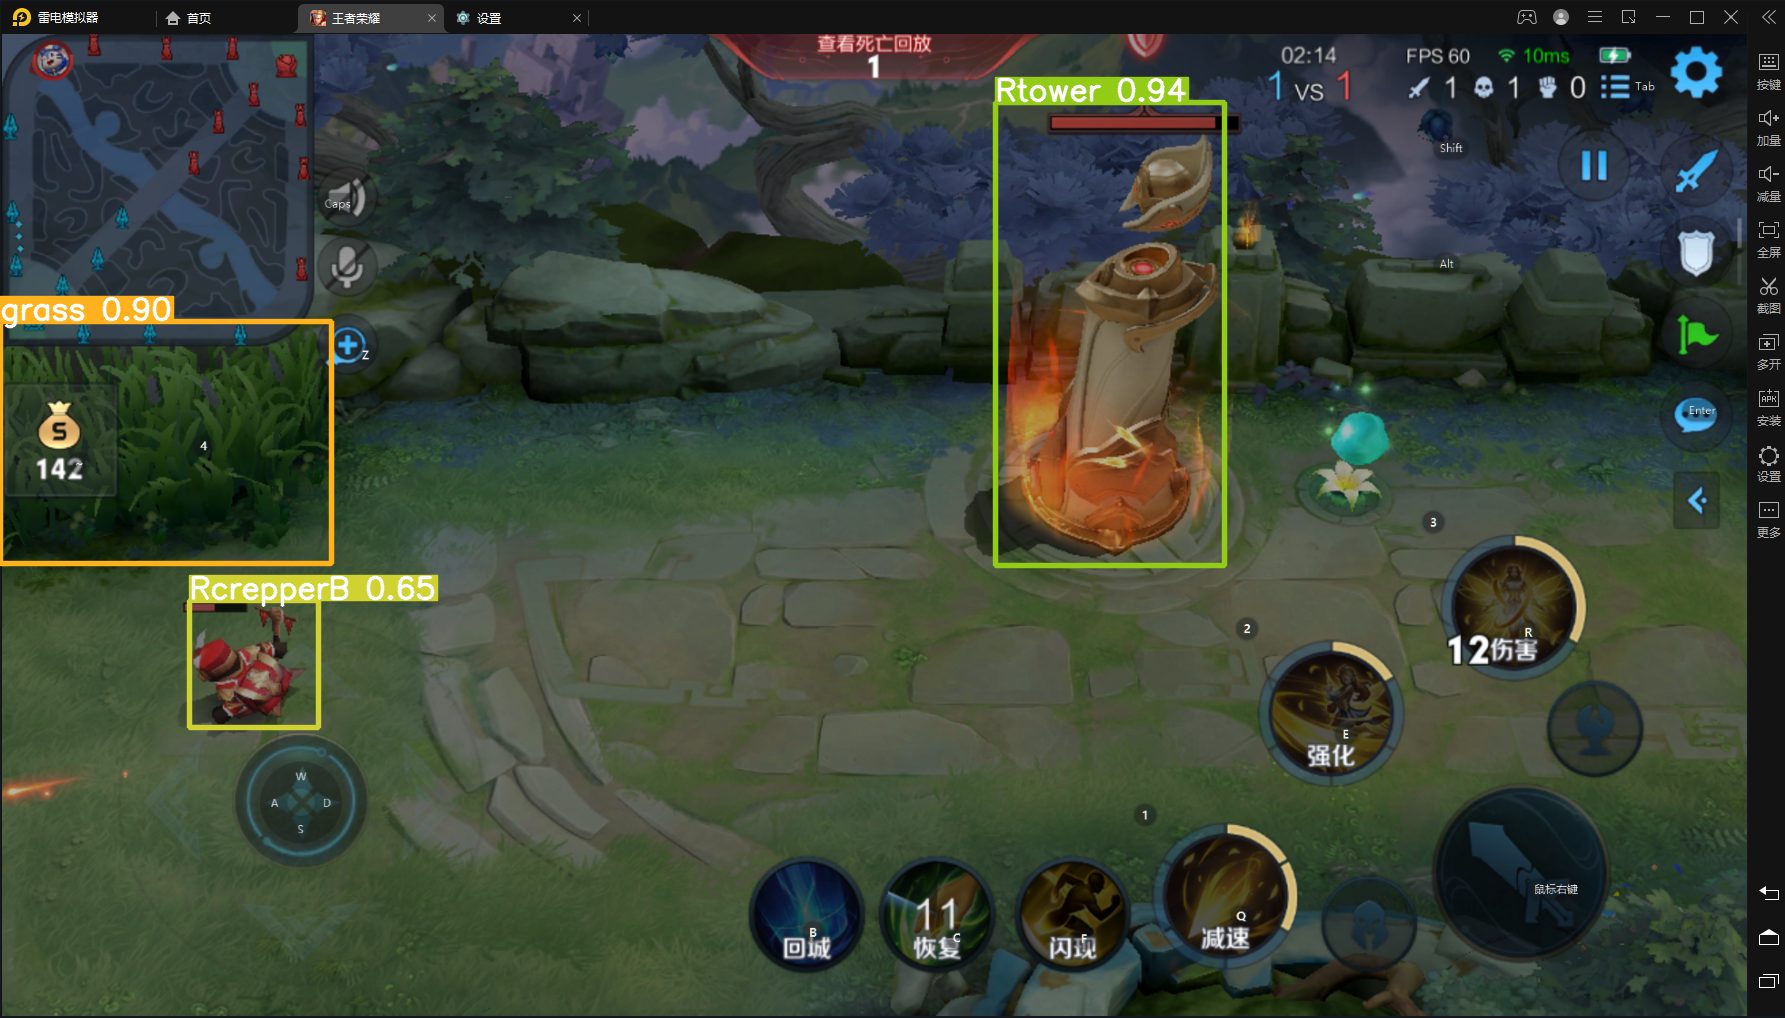 雷电模拟器
首页
王者荣耀
设置
查看死亡回放
1
02:14
FPS 60
10ms
1 VS 1
1
1
0
Tab
按键
加量
减量
全屏
截图
多开
安装
设置
更多
Rtower 0.94
Shift
Caps
Alt
grass 0.90
Z
APK
Enter
S
142
4
3
RcrepperB 0.65
2
R
12伤害
E
强化
W
A
D
S
1
鼠标右键
B
回城
11
C
恢复
F
闪现
Q
减速